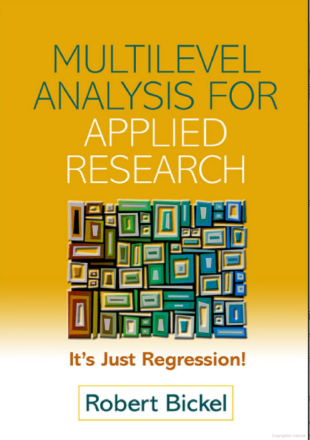 MULTILEVEL
ANALYSIS FOR
APPLIED
RESEARCH
It's Just Regression!
Robert Bickel